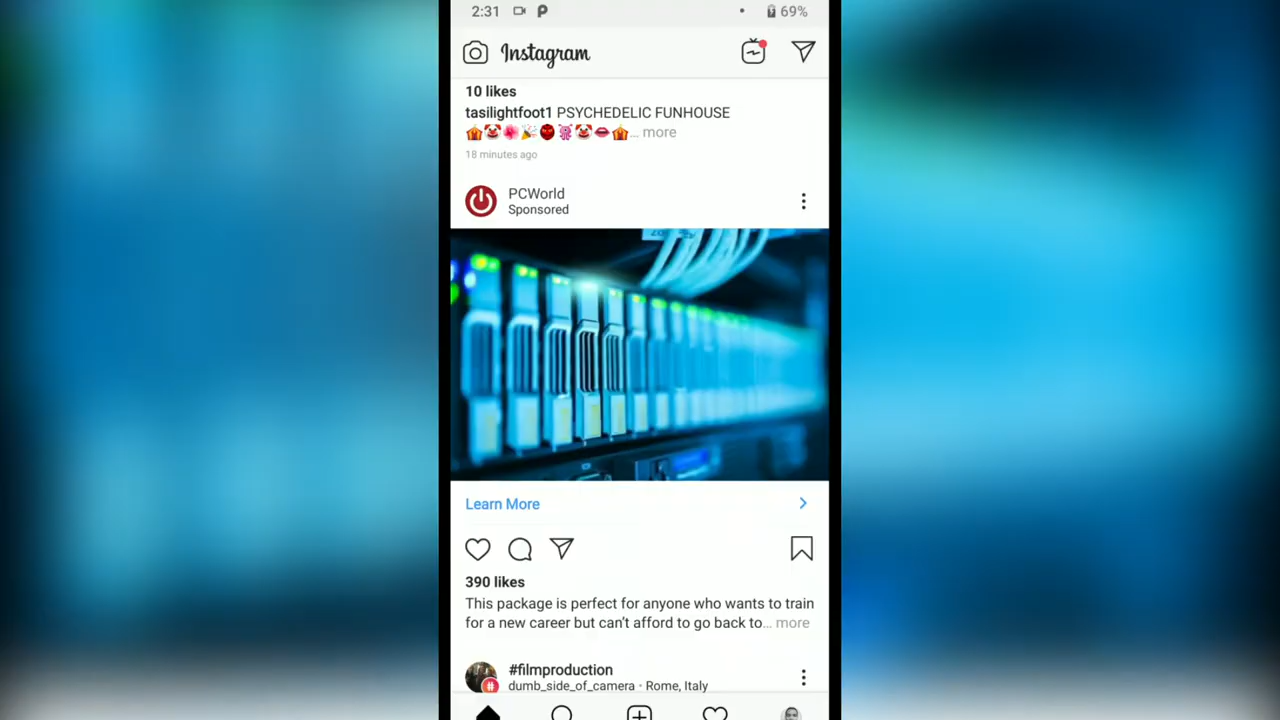 2:31 69%
Instagram
10 likes
tasilightfoot1 PSYCHEDELIC FUNHOUSE
🎪🤡🌺🎉👹👯🤡👄🎪... more
18 minutes ago
PCWorld
Sponsored
Learn More
390 likes
This package is perfect for anyone who wants to train
for a new career but can't afford to go back to... more
#filmproduction
dumb_side_of_camera · Rome, Italy